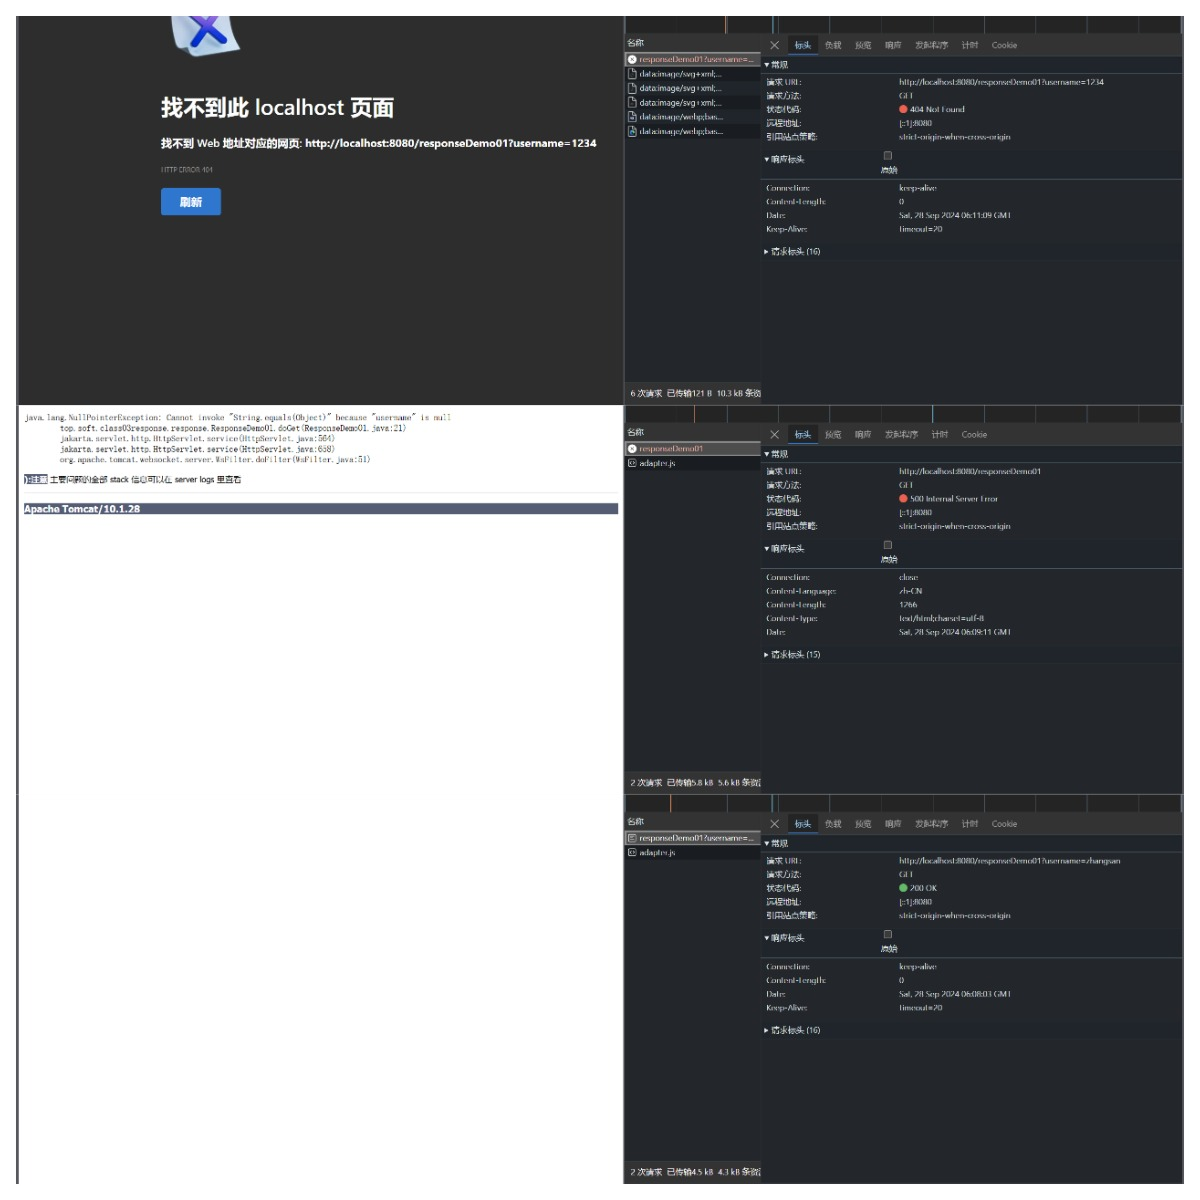 找不到此 localhost 页面
找不到 Web 地址对应的网页: http://localhost:8080/responseDemo01?username=1234
HTTP ERROR 404
刷新
名称
responseDemo01?username=...
data:image/svg+xml;...
data:image/svg+xml;...
data:image/svg+xml;...
data:image/webp;bas...
data:image/webp;bas...
6 次请求 已传输121 B 10.3 kB 条资
标头 负载 预览 响应 发起程序 计时 Cookie
常规
请求 URL: http://localhost:8080/responseDemo01?username=1234
请求方法: GET
状态代码: 404 Not Found
远程地址: [::1]:8080
引用站点策略: strict-origin-when-cross-origin
响应标头
原始
Connection: keep-alive
Content-Length: 0
Date: Sat, 28 Sep 2024 06:11:09 GMT
Keep-Alive: timeout=20
请求标头 (16)
java.lang.NullPointerException: Cannot invoke "String.equals(Object)" because "username" is null
top.soft.class03response.response.ResponseDemo01.doGet(ResponseDemo01.java:21)
jakarta.servlet.http.HttpServlet.service(HttpServlet.java:564)
jakarta.servlet.http.HttpServlet.service(HttpServlet.java:658)
org.apache.tomcat.websocket.server.WsFilter.doFilter(WsFilter.java:51)
主要问题的全部 stack 信息可以在 server logs 里查看
Apache Tomcat/10.1.28
名称
responseDemo01
adapter.js
2 次请求 已传输5.8 kB 5.6 kB 条资
标头 预览 响应 发起程序 计时 Cookie
常规
请求 URL: http://localhost:8080/responseDemo01
请求方法: GET
状态代码: 500 Internal Server Error
远程地址: [::1]:8080
引用站点策略: strict-origin-when-cross-origin
响应标头
原始
Connection: close
Content-Language: zh-CN
Content-Length: 1266
Content-Type: text/html;charset=utf-8
Date: Sat, 28 Sep 2024 06:09:11 GMT
请求标头 (15)
名称
responseDemo01?username=...
adapter.js
2 次请求 已传输4.5 kB 4.3 kB 条资
标头 负载 预览 响应 发起程序 计时 Cookie
常规
请求 URL: http://localhost:8080/responseDemo01?username=zhangsan
请求方法: GET
状态代码: 200 OK
远程地址: [::1]:8080
引用站点策略: strict-origin-when-cross-origin
响应标头
原始
Connection: keep-alive
Content-Length: 0
Date: Sat, 28 Sep 2024 06:08:03 GMT
Keep-Alive: timeout=20
请求标头 (16)